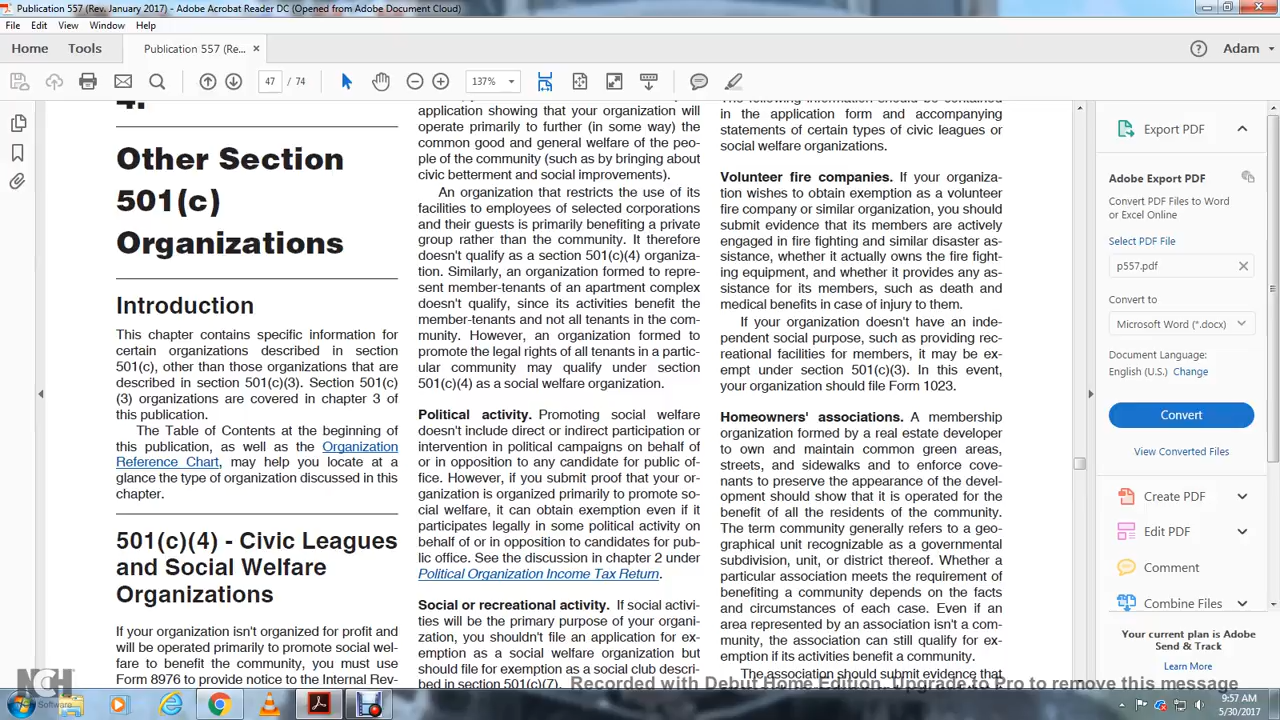 Publication 557 (Rev. January 2017) - Adobe Acrobat Reader DC (Opened from Adobe Document Cloud)
File Edit View Window Help
Home Tools Publication 557 (Re... × Adam
47 / 74 137%
4.
Other Section
501(c)
Organizations
Introduction
This chapter contains specific information for
certain organizations described in section
501(c), other than those organizations that are
described in section 501(c)(3). Section 501(c)
(3) organizations are covered in chapter 3 of
this publication.
The Table of Contents at the beginning of
this publication, as well as the Organization
Reference Chart, may help you locate at a
glance the type of organization discussed in this
chapter.
501(c)(4) - Civic Leagues
and Social Welfare
Organizations
If your organization isn't organized for profit and
will be operated primarily to promote social wel-
fare to benefit the community, you must use
Form 8976 to provide notice to the Internal Rev-
application showing that your organization will
operate primarily to further (in some way) the
common good and general welfare of the peo-
ple of the community (such as by bringing about
civic betterment and social improvements).
An organization that restricts the use of its
facilities to employees of selected corporations
and their guests is primarily benefiting a private
group rather than the community. It therefore
doesn't qualify as a section 501(c)(4) organiza-
tion. Similarly, an organization formed to repre-
sent member-tenants of an apartment complex
doesn't qualify, since its activities benefit the
member-tenants and not all tenants in the com-
munity. However, an organization formed to
promote the legal rights of all tenants in a partic-
ular community may qualify under section
501(c)(4) as a social welfare organization.
Political activity. Promoting social welfare
doesn't include direct or indirect participation or
intervention in political campaigns on behalf of
or in opposition to any candidate for public of-
fice. However, if you submit proof that your or-
ganization is organized primarily to promote so-
cial welfare, it can obtain exemption even if it
participates legally in some political activity on
behalf of or in opposition to candidates for pub-
lic office. See the discussion in chapter 2 under
Political Organization Income Tax Return.
Social or recreational activity. If social activi-
ties will be the primary purpose of your organi-
zation, you shouldn't file an application for ex-
emption as a social welfare organization but
should file for exemption as a social club descri-
bed in section 501(c)(7).
The following information should be contained
in the application form and accompanying
statements of certain types of civic leagues or
social welfare organizations.
Volunteer fire companies. If your organiza-
tion wishes to obtain exemption as a volunteer
fire company or similar organization, you should
submit evidence that its members are actively
engaged in fire fighting and similar disaster as-
sistance, whether it actually owns the fire fight-
ing equipment, and whether it provides any as-
sistance for its members, such as death and
medical benefits in case of injury to them.
If your organization doesn't have an inde-
pendent social purpose, such as providing rec-
reational facilities for members, it may be ex-
empt under section 501(c)(3). In this event,
your organization should file Form 1023.
Homeowners' associations. A membership
organization formed by a real estate developer
to own and maintain common green areas,
streets, and sidewalks and to enforce cove-
nants to preserve the appearance of the devel-
opment should show that it is operated for the
benefit of all the residents of the community.
The term community generally refers to a geo-
graphical unit recognizable as a governmental
subdivision, unit, or district thereof. Whether a
particular association meets the requirement of
benefiting a community depends on the facts
and circumstances of each case. Even if an
area represented by an association isn't a com-
munity, the association can still qualify for ex-
emption if its activities benefit a community.
The association should submit evidence that
Export PDF
Adobe Export PDF
Convert PDF Files to Word
or Excel Online
Select PDF File
p557.pdf
Convert to
Microsoft Word (*.docx)
Document Language:
English (U.S.) Change
Convert
View Converted Files
Create PDF
Edit PDF
Comment
Combine Files
Your current plan is Adobe
Send & Track
Learn More
NCH
Software
Recorded with Debut Home Edition. Upgrade to Pro to remove this message
9:57 AM
5/30/2017